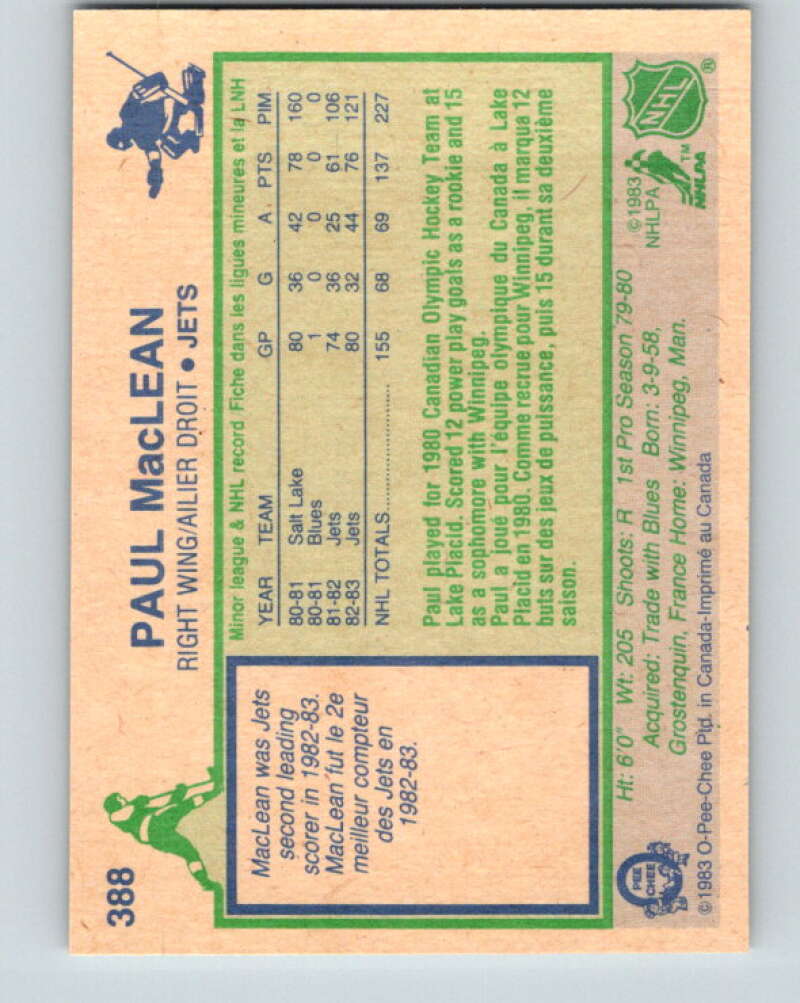 388
PAUL MacLEAN
RIGHT WING/AILIER DROIT • JETS
MacLean was Jets
second leading
scorer in 1982-83.
MacLean fut le 2e
meilleur compteur
des Jets en
1982-83.
Minor league & NHL record Fiche dans les ligues mineures et la LNH
YEAR TEAM GP G A PTS PIM
80-81 Salt Lake 80 36 42 78 160
80-81 Blues 1 0 0 0 0
81-82 Jets 74 36 25 61 106
82-83 Jets 80 32 44 76 121
NHL TOTALS.................... 155 68 69 137 227
Paul played for 1980 Canadian Olympic Hockey Team at
Lake Placid. Scored 12 power play goals as a rookie and 15
as a sophomore with Winnipeg.
Paul a joué pour l'équipe olympique du Canada à Lake
Placid en 1980. Comme recrue pour Winnipeg, il marqua 12
buts sur des jeux de puissance, puis 15 durant sa deuxième
saison.
Ht: 6'0" Wt: 205 Shoots: R 1st Pro Season 79-80
Acquired: Trade with Blues Born: 3-9-58,
Grostenquin, France Home: Winnipeg, Man.
©1983 O-Pee-Chee Ptd. in Canada-Imprimé au Canada
O
PEE
CHEE
©1983
NHLPA
TM
NHLPA
NHL
®